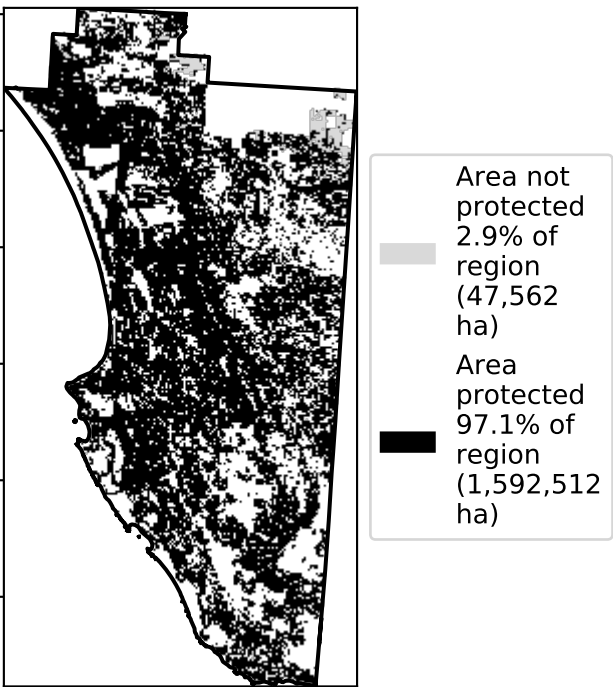 Area not
protected
2.9% of
region
(47,562
ha)
Area
protected
97.1% of
region
(1,592,512
ha)